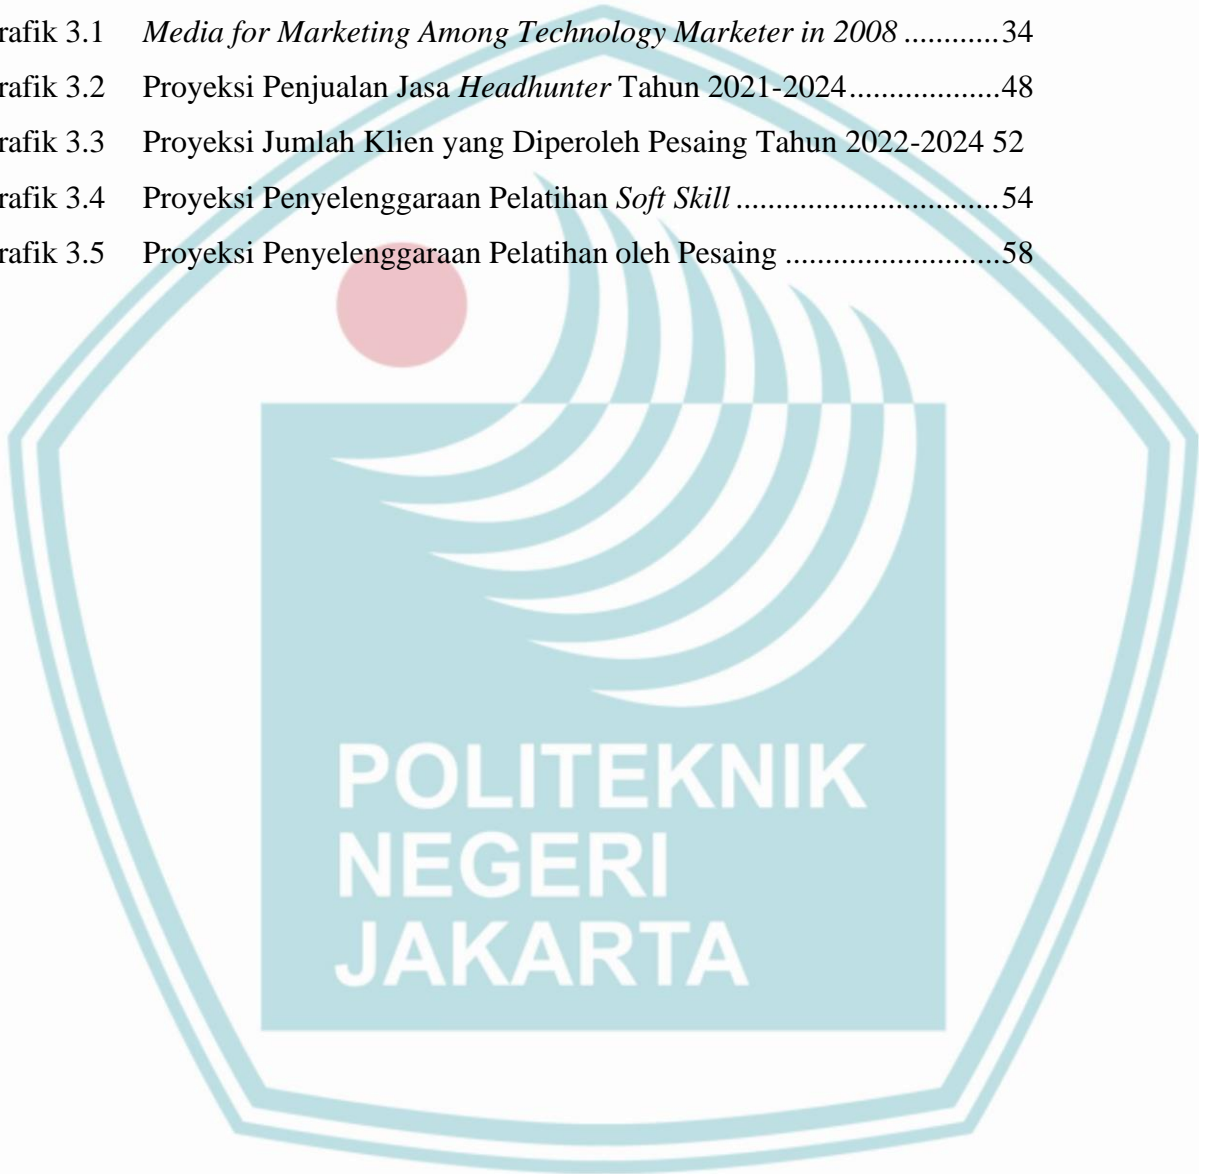 rafik 3.1 Media for Marketing Among Technology Marketer in 2008 ............34
rafik 3.2 Proyeksi Penjualan Jasa Headhunter Tahun 2021-2024...................48
rafik 3.3 Proyeksi Jumlah Klien yang Diperoleh Pesaing Tahun 2022-2024 52
rafik 3.4 Proyeksi Penyelenggaraan Pelatihan Soft Skill .................................54
rafik 3.5 Proyeksi Penyelenggaraan Pelatihan oleh Pesaing ...........................58
POLITEKNIK
NEGERI
JAKARTA